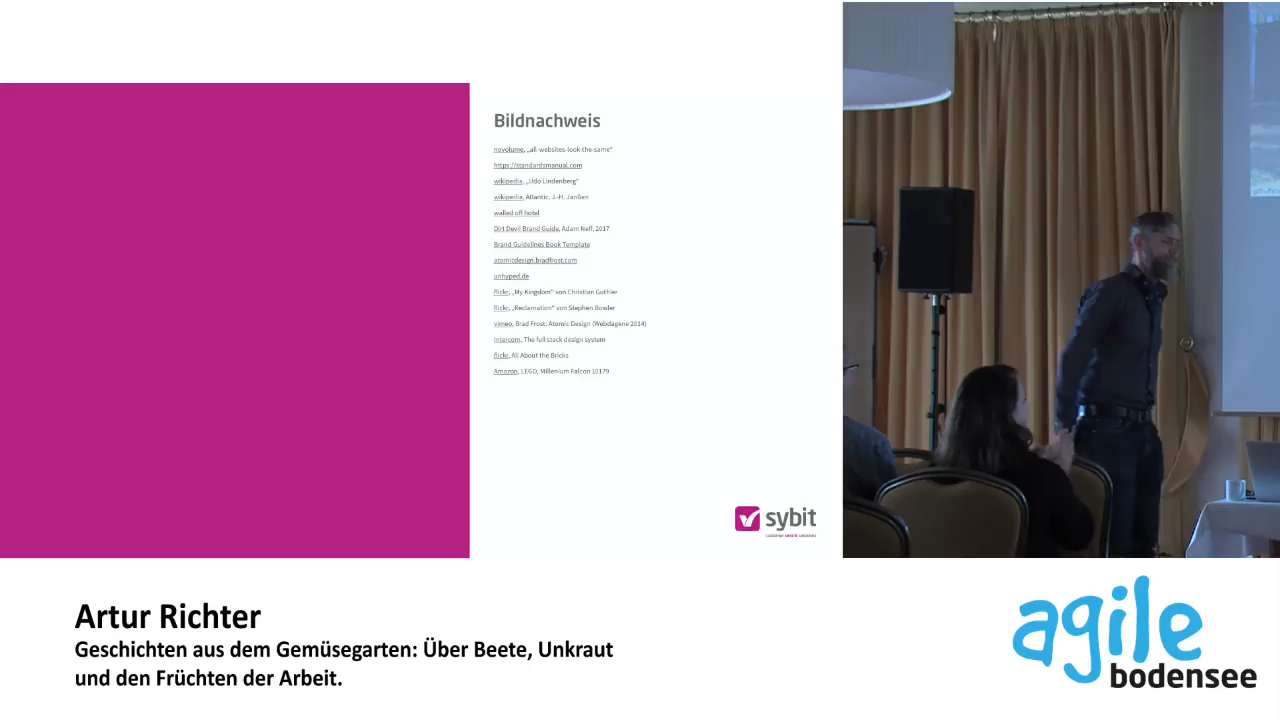 Bildnachweis
novolume, „all-websites-look-the-same“
https://standardsmanual.com
wikipedia, „Udo Lindenberg“
wikipedia, Atlantic, J.-H. Janßen
walled off hotel
Dirt Devil Brand Guide, Adam Neff, 2017
Brand Guidelines Book Template
atomicdesign.bradfrost.com
unhyped.de
flickr, „My Kingdom“ von Christian Guthier
flickr, „Reclamation“ von Stephen Bowler
vimeo, Brad Frost: Atomic Design (Webdagene 2014)
Intercom, The full stack design system
flickr, All About the Bricks
Amazon, LEGO, Millenium Falcon 10179
sybit
customer centric solutions
Artur Richter
Geschichten aus dem Gemüsegarten: Über Beete, Unkraut
und den Früchten der Arbeit.
agile
bodensee